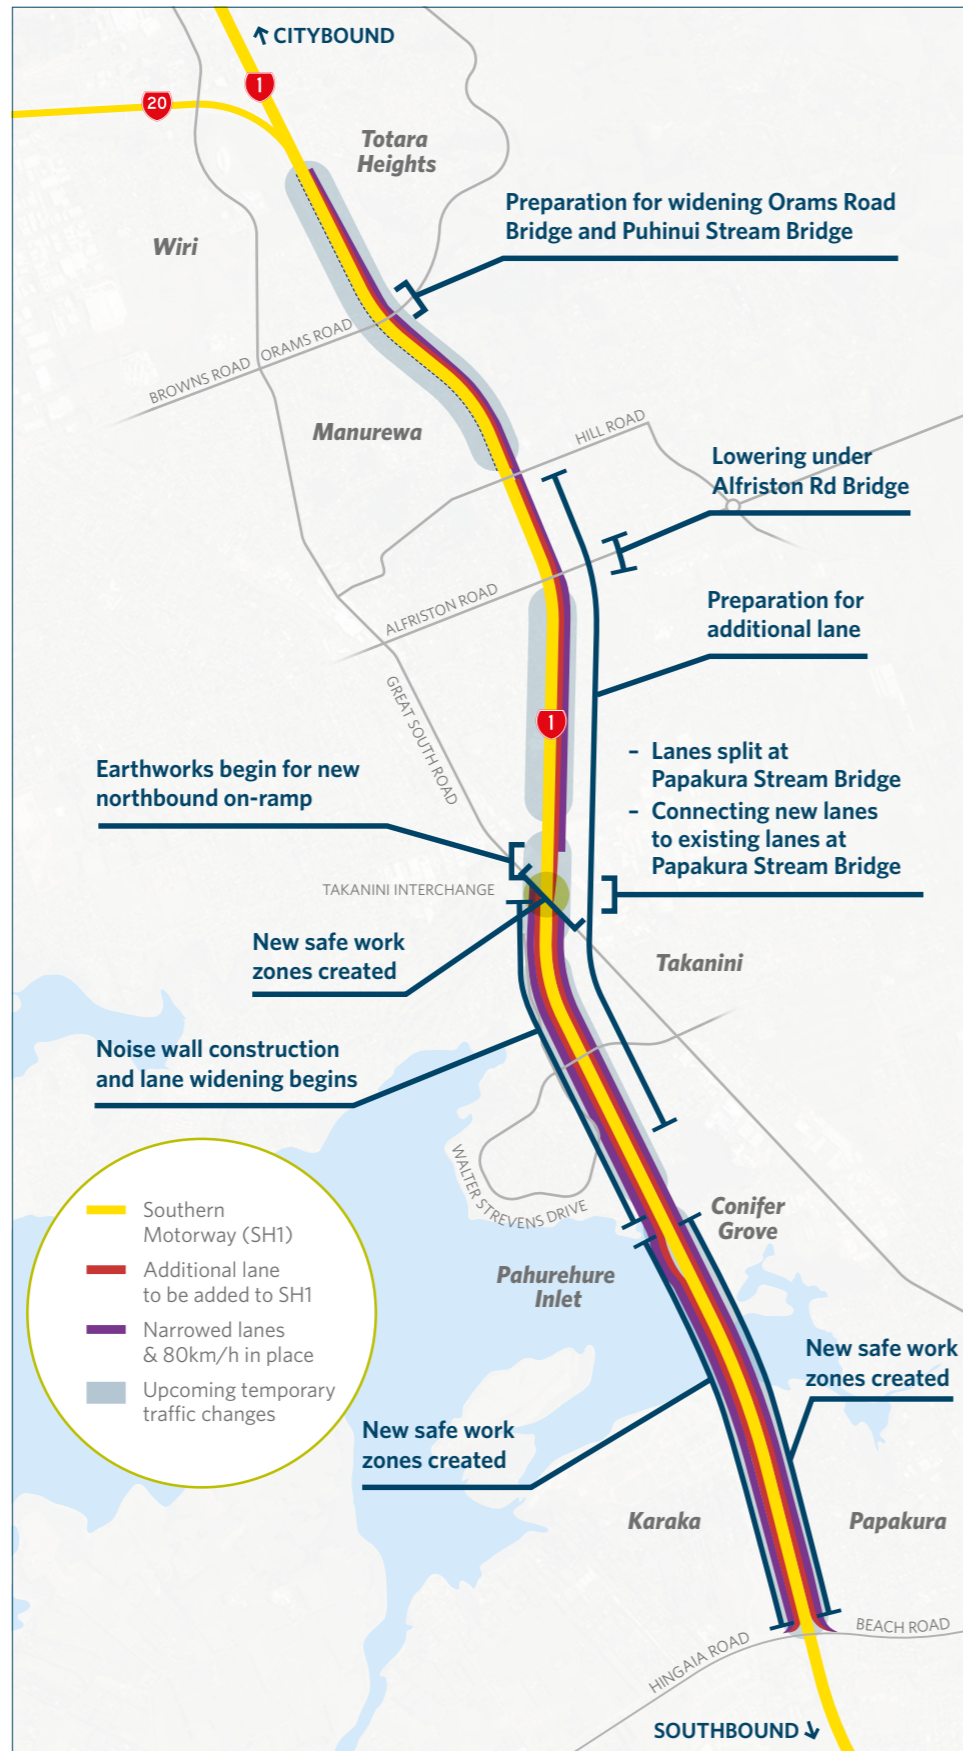 CITYBOUND
1
20
Totara
Heights
Preparation for widening Orams Road
Bridge and Puhinui Stream Bridge
Wiri
ORAMS ROAD
BROWNS ROAD
Manurewa
HILL ROAD
Lowering under
Alfriston Rd Bridge
ALFRISTON ROAD
Preparation for
additional lane
GREAT SOUTH ROAD
1
– Lanes split at
Papakura Stream Bridge
– Connecting new lanes
to existing lanes at
Papakura Stream Bridge
Earthworks begin for new
northbound on-ramp
TAKANINI INTERCHANGE
New safe work
zones created
Takanini
Noise wall construction
and lane widening begins
WALTER STREVENS DRIVE
Conifer
Grove
Pahurehure
Inlet
Southern
Motorway (SH1)
Additional lane
to be added to SH1
Narrowed lanes
& 80km/h in place
Upcoming temporary
traffic changes
New safe work
zones created
New safe work
zones created
Karaka
Papakura
BEACH ROAD
HINGAIA ROAD
SOUTHBOUND